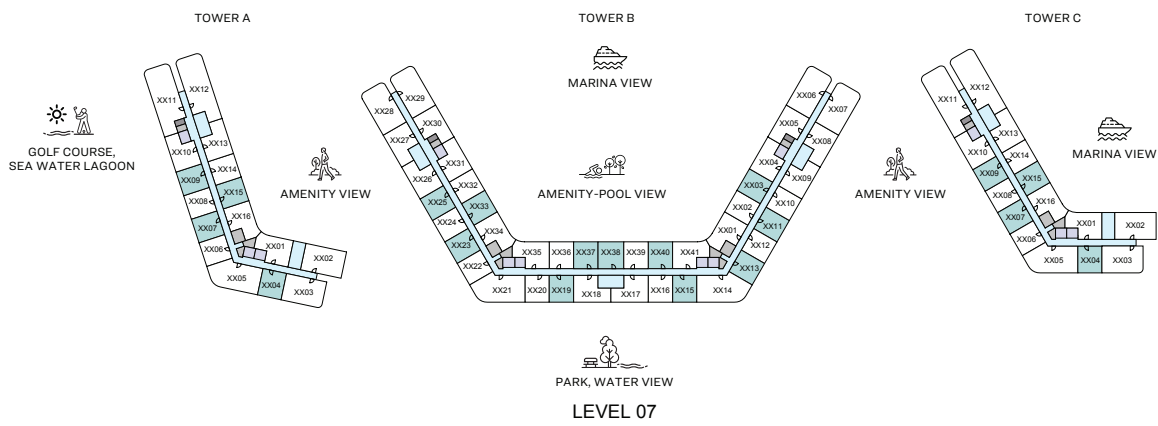 TOWER A
TOWER B
TOWER C
MARINA VIEW
GOLF COURSE,
SEA WATER LAGOON
AMENITY VIEW
AMENITY-POOL VIEW
AMENITY VIEW
MARINA VIEW
XX11
XX12
XX10
XX13
XX09
XX14
XX08
XX15
XX07
XX16
XX06
XX01
XX02
XX05
XX04
XX03
XX28
XX29
XX27
XX30
XX26
XX31
XX25
XX32
XX24
XX33
XX23
XX34
XX22
XX35
XX36
XX37
XX38
XX39
XX40
XX41
XX21
XX20
XX19
XX18
XX17
XX16
XX15
XX14
XX06
XX07
XX05
XX08
XX04
XX09
XX03
XX10
XX02
XX11
XX01
XX12
XX13
XX11
XX12
XX10
XX13
XX09
XX14
XX08
XX15
XX07
XX16
XX06
XX01
XX02
XX05
XX04
XX03
PARK, WATER VIEW
LEVEL 07